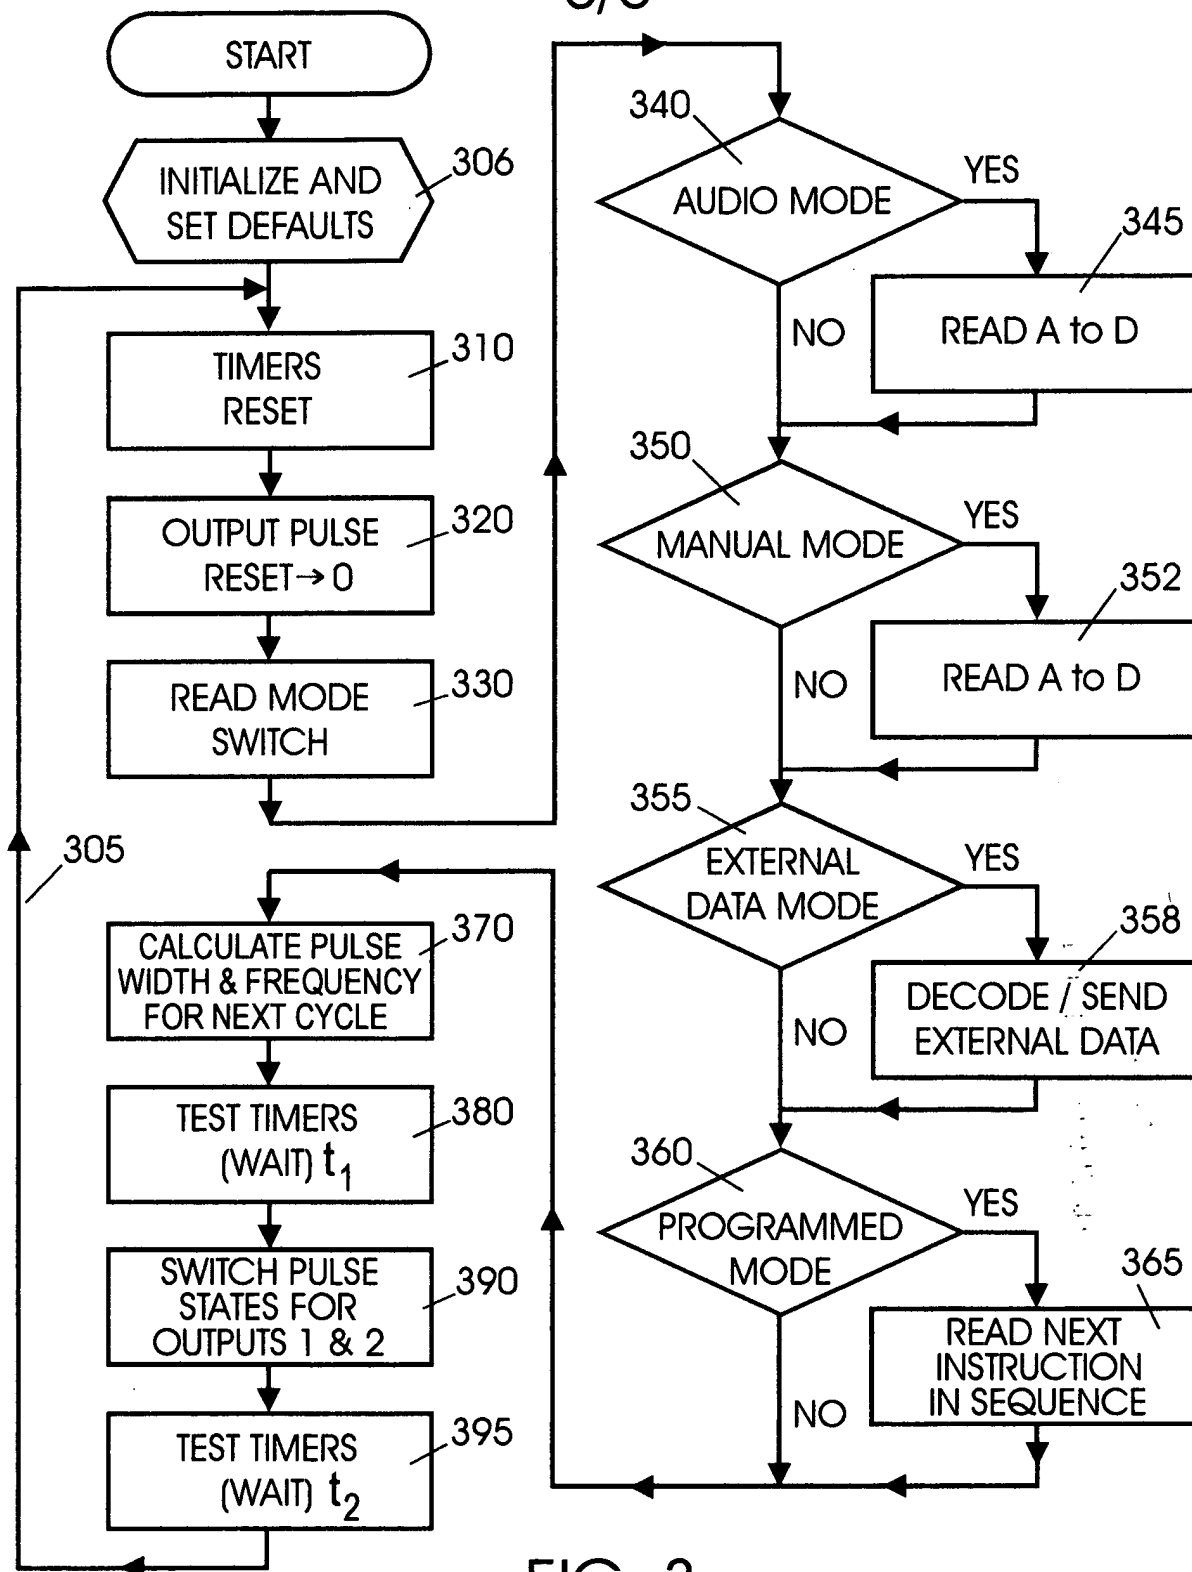 START
INITIALIZE AND
SET DEFAULTS
306
TIMERS
RESET
310
OUTPUT PULSE
RESET→0
320
READ MODE
SWITCH
330
340
AUDIO MODE
YES
NO
345
READ A to D
350
MANUAL MODE
YES
NO
352
READ A to D
355
EXTERNAL
DATA MODE
YES
NO
358
DECODE / SEND
EXTERNAL DATA
360
PROGRAMMED
MODE
YES
NO
365
READ NEXT
INSTRUCTION
IN SEQUENCE
305
CALCULATE PULSE
WIDTH & FREQUENCY
FOR NEXT CYCLE
370
TEST TIMERS
(WAIT) t1
380
SWITCH PULSE
STATES FOR
OUTPUTS 1 & 2
390
TEST TIMERS
(WAIT) t2
395